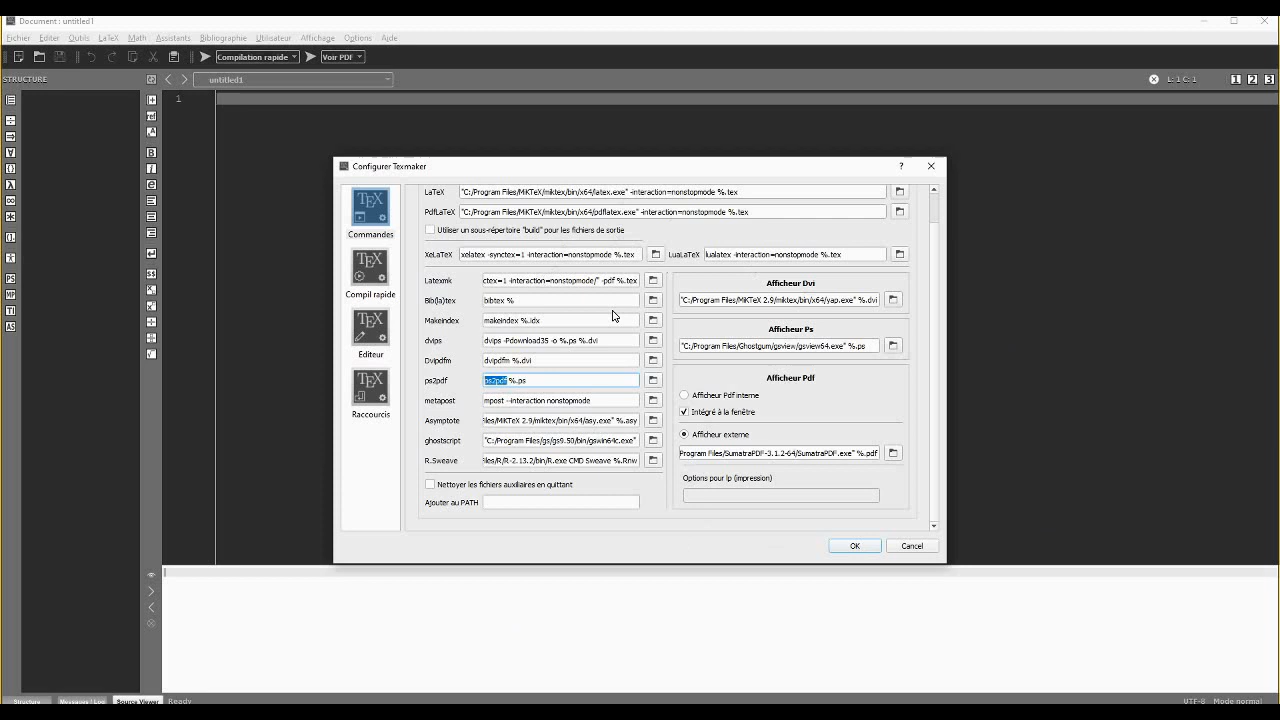 Document : untitled1
Fichier Editer Outils LaTeX Math Assistants Bibliographie Utilisateur Affichage Options Aide
Compilation rapide Voir PDF
STRUCTURE untitled1 L: 1 C: 1 1 2 3
1
Configurer Texmaker ?
Commandes
Compil rapide
Editeur
Raccourcis
LaTeX "C:/Program Files/MiKTeX/miktex/bin/x64/latex.exe" -interaction=nonstopmode %.tex
PdfLaTeX "C:/Program Files/MiKTeX/miktex/bin/x64/pdflatex.exe" -interaction=nonstopmode %.tex
Utiliser un sous-répertoire "build" pour les fichiers de sortie
XeLaTeX xelatex -synctex=1 -interaction=nonstopmode %.tex LuaLaTeX lualatex -interaction=nonstopmode %.tex
Latexmk ctex=1 -interaction=nonstopmode/" -pdf %.tex
Bib(la)tex bibtex %
Makeindex makeindex %.idx
dvips dvips -Pdownload35 -o %.ps %.dvi
Dvipdfm dvipdfm %.dvi
ps2pdf ps2pdf %.ps
metapost mpost --interaction nonstopmode
Asymptote iles/MiKTeX 2.9/miktex/bin/x64/asy.exe" %.asy
ghostscript "C:/Program Files/gs/gs9.50/bin/gswin64c.exe"
R.Sweave iles/R/R-2.13.2/bin/R.exe CMD Sweave %.Rnw
Nettoyer les fichiers auxiliaires en quittant
Ajouter au PATH
Afficheur Dvi
"C:/Program Files/MiKTeX 2.9/miktex/bin/x64/yap.exe" %.dvi
Afficheur Ps
"C:/Program Files/Ghostgum/gsview/gsview64.exe" %.ps
Afficheur Pdf
Afficheur Pdf interne
Intégré à la fenêtre
Afficheur externe
Program Files/SumatraPDF-3.1.2-64/SumatraPDF.exe" %.pdf
Options pour lp (impression)
OK Cancel
Structure Messages / Log Source Viewer Ready UTF-8 Mode normal